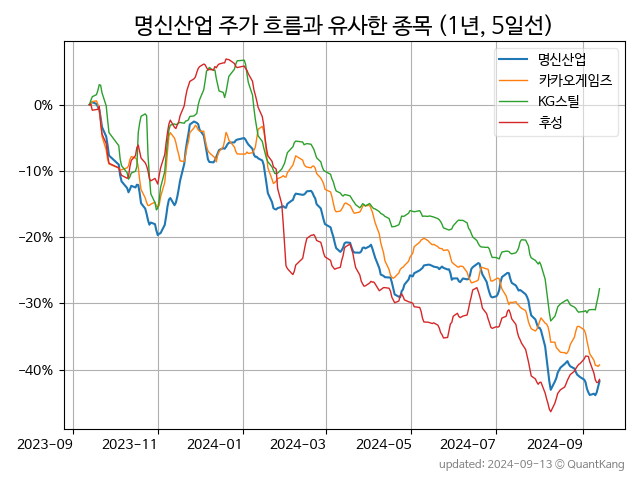 명신산업 주가 흐름과 유사한 종목 (1년, 5일선)
명신산업
카카오게임즈
KG스틸
후성
0%
−10%
−20%
−30%
−40%
2023-09 2023-11 2024-01 2024-03 2024-05 2024-07 2024-09
updated: 2024-09-13 © QuantKang